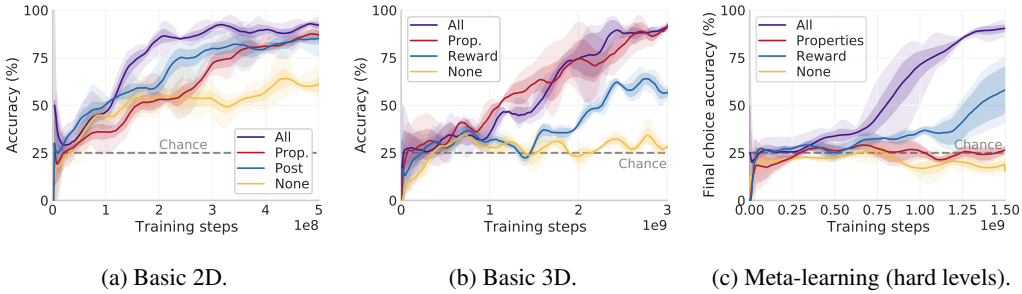 100
75
50
25
0
Accuracy (%)
Chance
All
Prop.
Post
None
0 1 2 3 4 5
1e8
Training steps
(a) Basic 2D.
100
75
50
25
0
Accuracy (%)
All
Prop.
Reward
None
Chance
0 1 2 3
1e9
Training steps
(b) Basic 3D.
100
75
50
25
0
Final choice accuracy (%)
All
Properties
Reward
None
Chance
0.00 0.25 0.50 0.75 1.00 1.25 1.50
1e9
Training steps
(c) Meta-learning (hard levels).